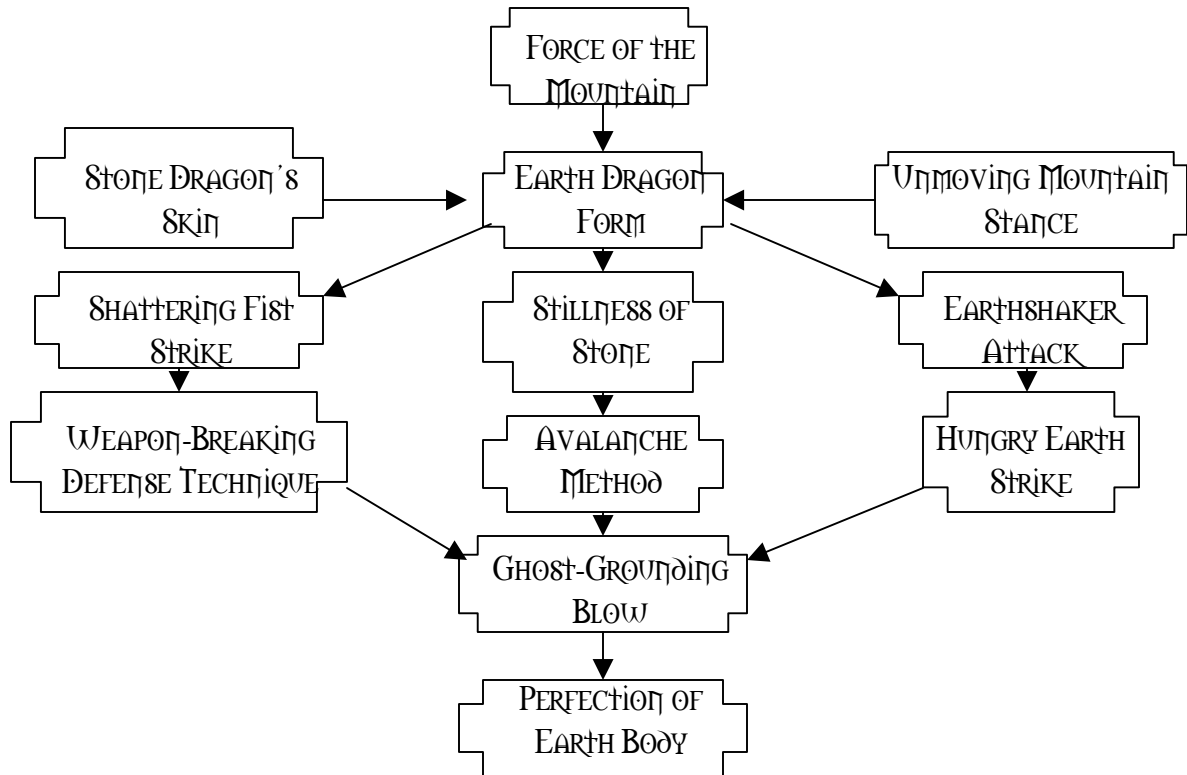 Force of the
Mountain
Stone Dragon's
Skin
Earth Dragon
Form
Unmoving Mountain
Stance
Shattering Fist
Strike
Stillness of
Stone
Earthshaker
Attack
Weapon-Breaking
Defense Technique
Avalanche
Method
Hungry Earth
Strike
Ghost-Grounding
Blow
Perfection of
Earth Body